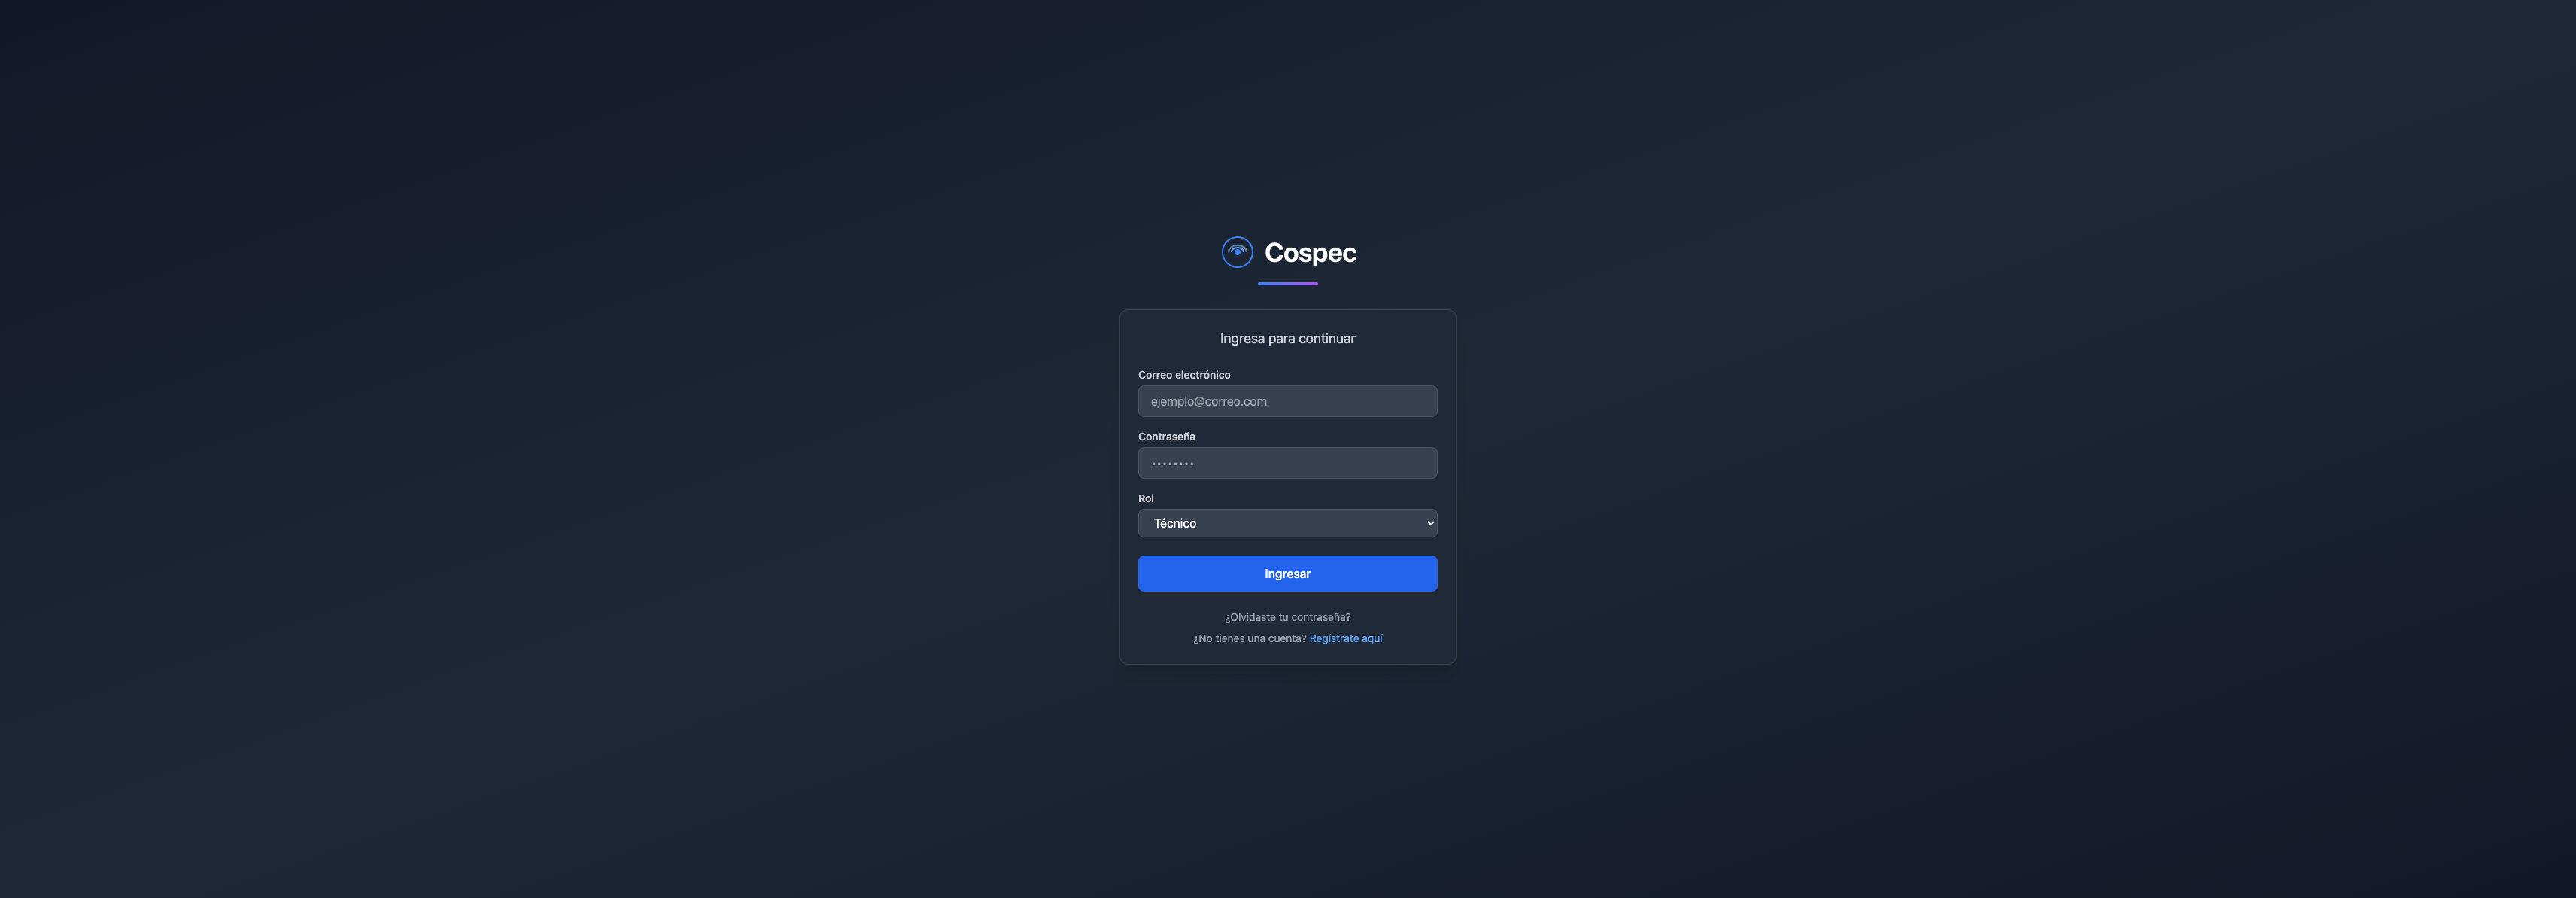 Cospec
Ingresa para continuar
Correo electrónico
ejemplo@correo.com
Contraseña
••••••••
Rol
Técnico
Ingresar
¿Olvidaste tu contraseña?
¿No tienes una cuenta? Regístrate aquí